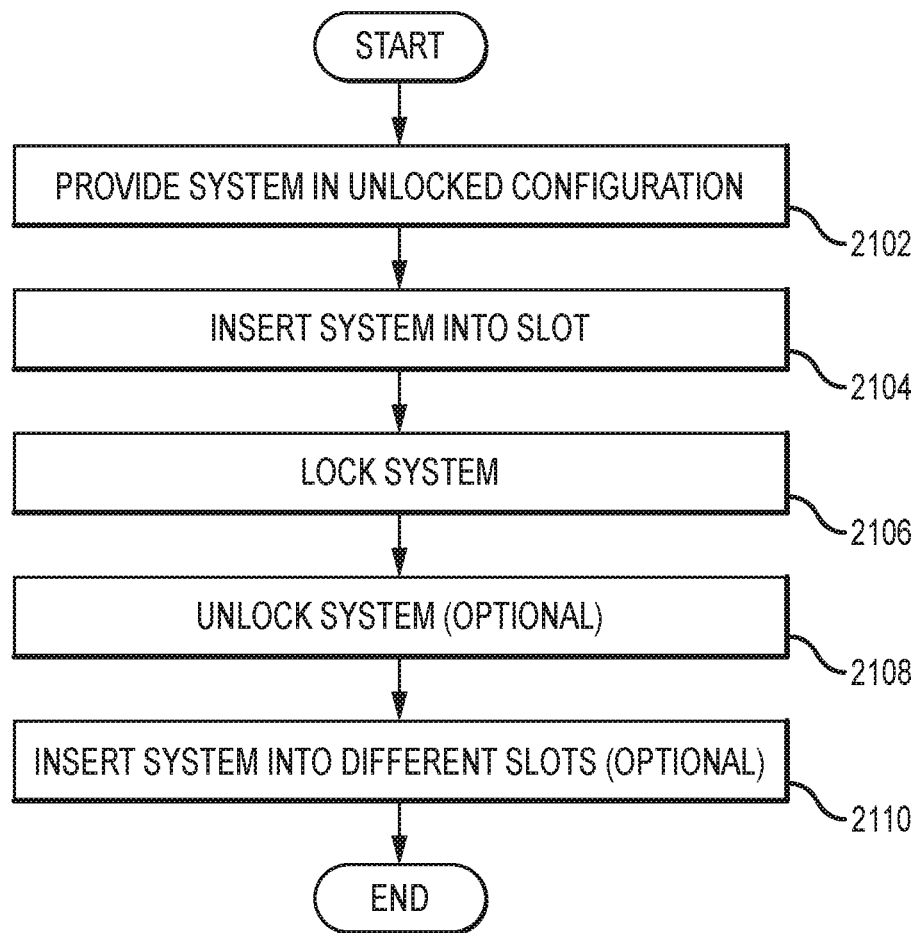 START
PROVIDE SYSTEM IN UNLOCKED CONFIGURATION
2102
INSERT SYSTEM INTO SLOT
2104
LOCK SYSTEM
2106
UNLOCK SYSTEM (OPTIONAL)
2108
INSERT SYSTEM INTO DIFFERENT SLOTS (OPTIONAL)
2110
END